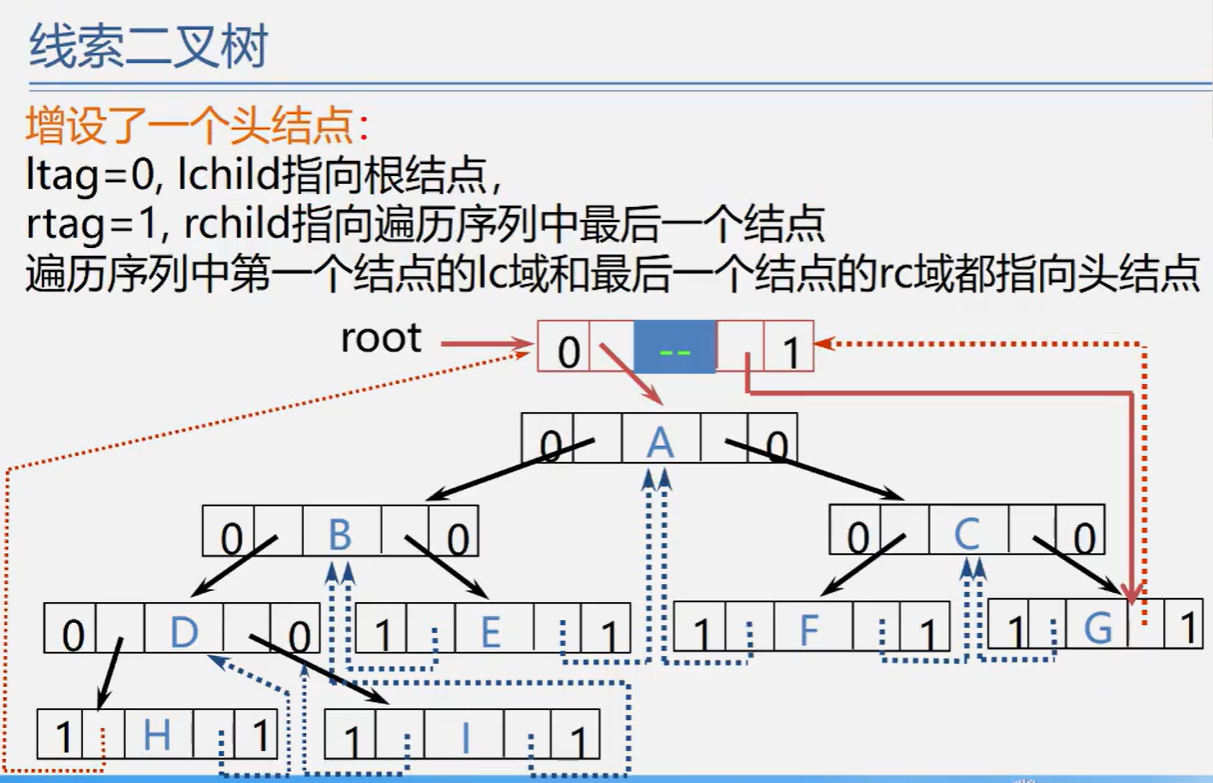 线索二叉树
增设了一个头结点：
ltag=0, lchild指向根结点，
rtag=1, rchild指向遍历序列中最后一个结点
遍历序列中第一个结点的lc域和最后一个结点的rc域都指向头结点
root 0 -- 1
0 A 0
0 B 0 0 C 0
0 D 0 1 E 1 1 F 1 1 G 1
1 H 1 1 I 1